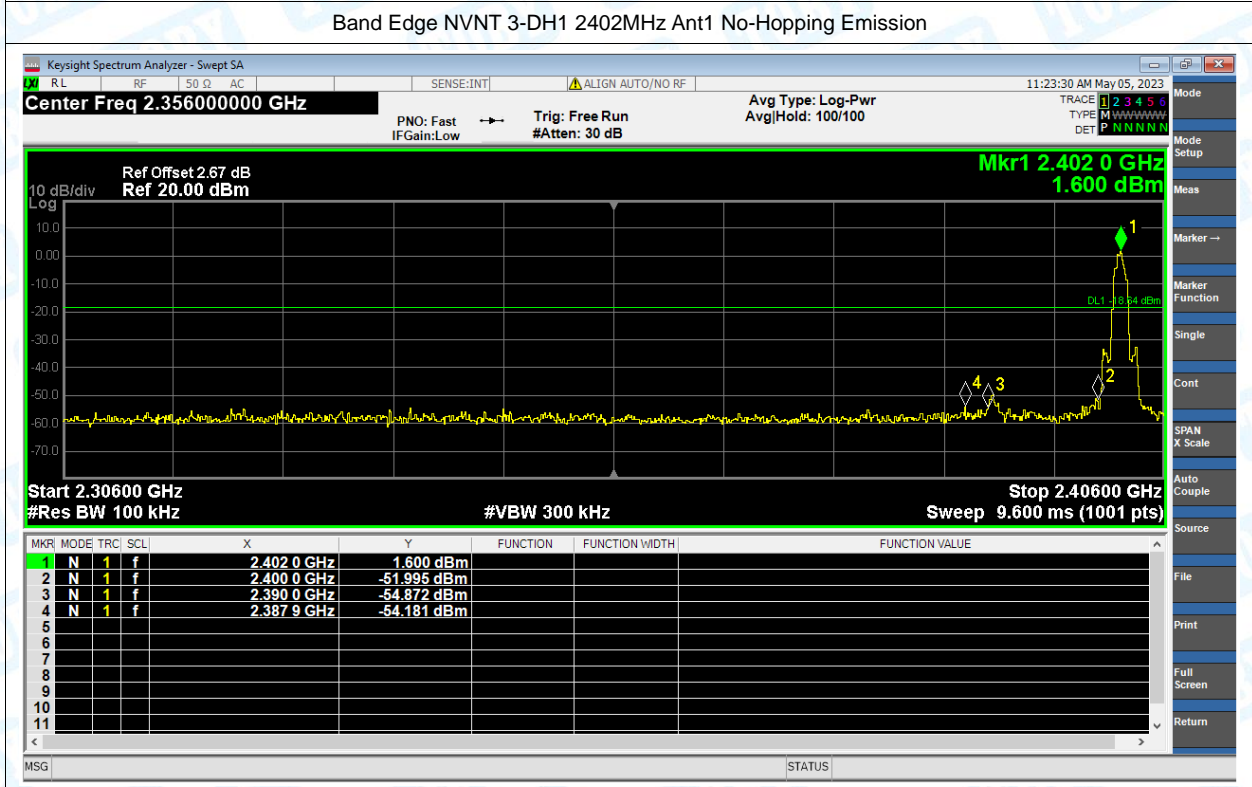 Band Edge NVNT 3-DH1 2402MHz Ant1 No-Hopping Emission
Keysight Spectrum Analyzer - Swept SA
LXI RL RF 50 Ω AC SENSE:INT ALIGN AUTO/NO RF 11:23:30 AM May 05, 2023
Center Freq 2.356000000 GHz
PNO: Fast
IFGain:Low
Trig: Free Run
#Atten: 30 dB
Avg Type: Log-Pwr
Avg|Hold: 100/100
TRACE 1 2 3 4 5 6
TYPE M W W W W W
DET P N N N N N
Ref Offset 2.67 dB
10 dB/div Ref 20.00 dBm
Log
Mkr1 2.402 0 GHz
1.600 dBm
10.0
0.00
-10.0
-20.0
-30.0
-40.0
-50.0
-60.0
-70.0
1
DL1 -18.64 dBm
4 3 2
Start 2.30600 GHz Stop 2.40600 GHz
#Res BW 100 kHz #VBW 300 kHz Sweep 9.600 ms (1001 pts)
MKR MODE TRC SCL X Y FUNCTION FUNCTION WIDTH FUNCTION VALUE
1 N 1 f 2.402 0 GHz 1.600 dBm
2 N 1 f 2.400 0 GHz -51.995 dBm
3 N 1 f 2.390 0 GHz -54.872 dBm
4 N 1 f 2.387 9 GHz -54.181 dBm
5
6
7
8
9
10
11
MSG STATUS
Mode
Mode Setup
Meas
Marker →
Marker Function
Single
Cont
SPAN X Scale
Auto Couple
Source
File
Print
Full Screen
Return